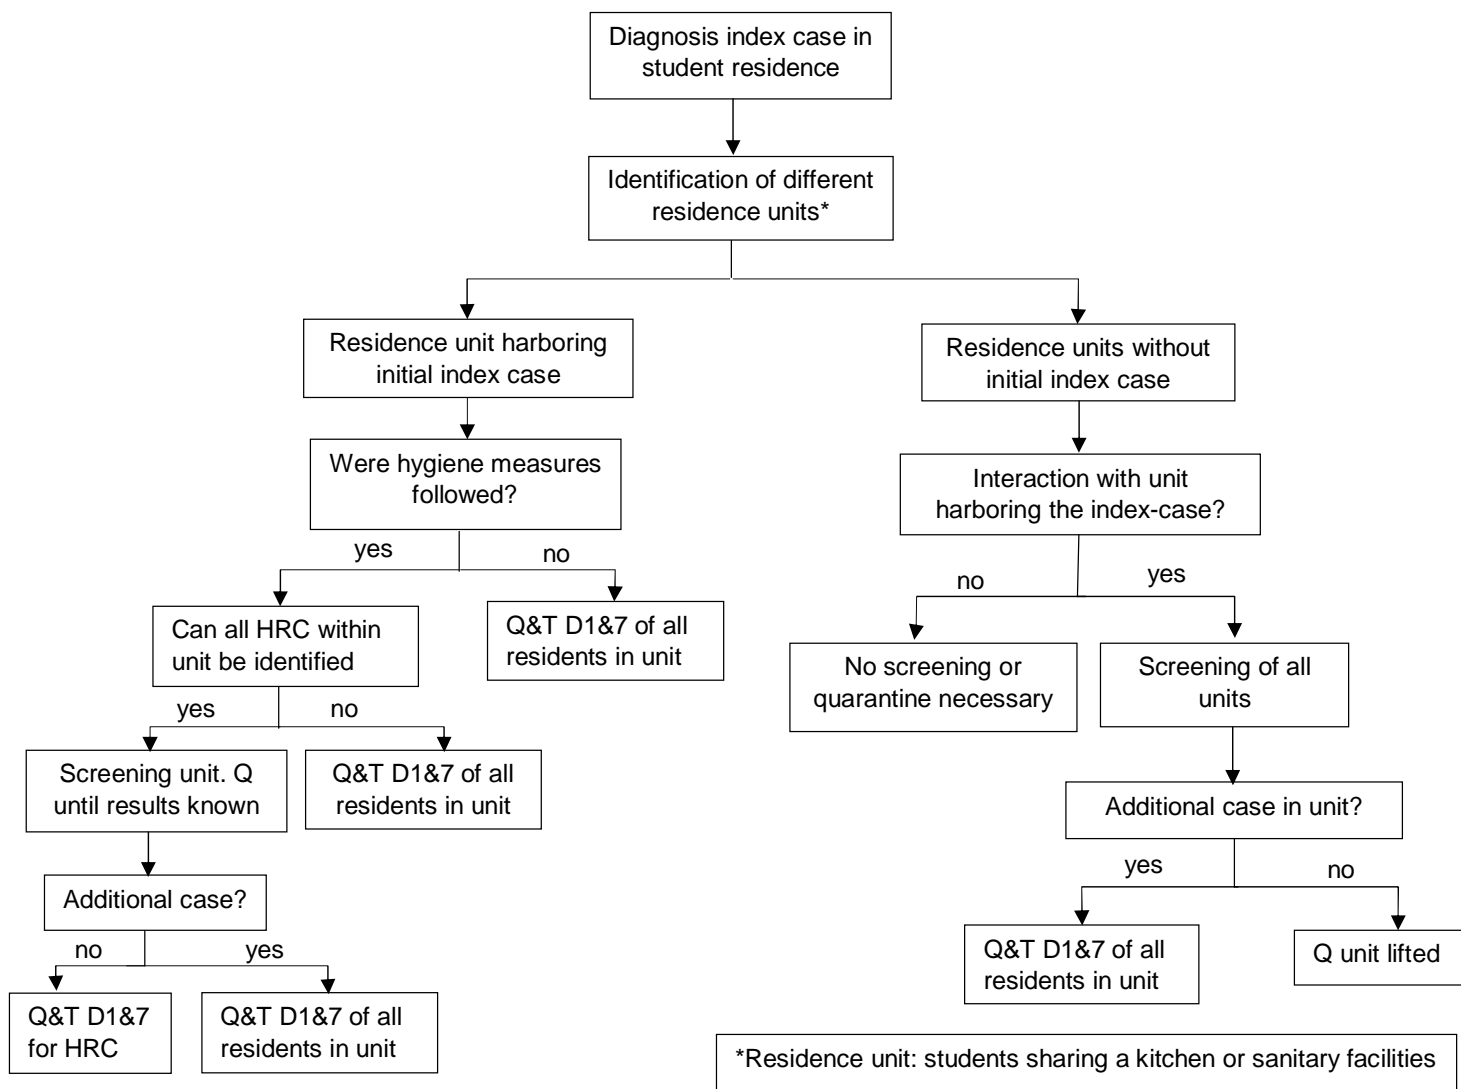 Diagnosis index case in
student residence
Identification of different
residence units*
Residence unit harboring
initial index case
Residence units without
initial index case
Were hygiene measures
followed?
Interaction with unit
harboring the index-case?
yes
no
no
yes
Can all HRC within
unit be identified
Q&T D1&7 of all
residents in unit
No screening or
quarantine necessary
Screening of all
units
yes
no
Screening unit. Q
until results known
Q&T D1&7 of all
residents in unit
Additional case in unit?
yes
no
Additional case?
no
yes
Q&T D1&7 of all
residents in unit
Q unit lifted
Q&T D1&7
for HRC
Q&T D1&7 of all
residents in unit
*Residence unit: students sharing a kitchen or sanitary facilities